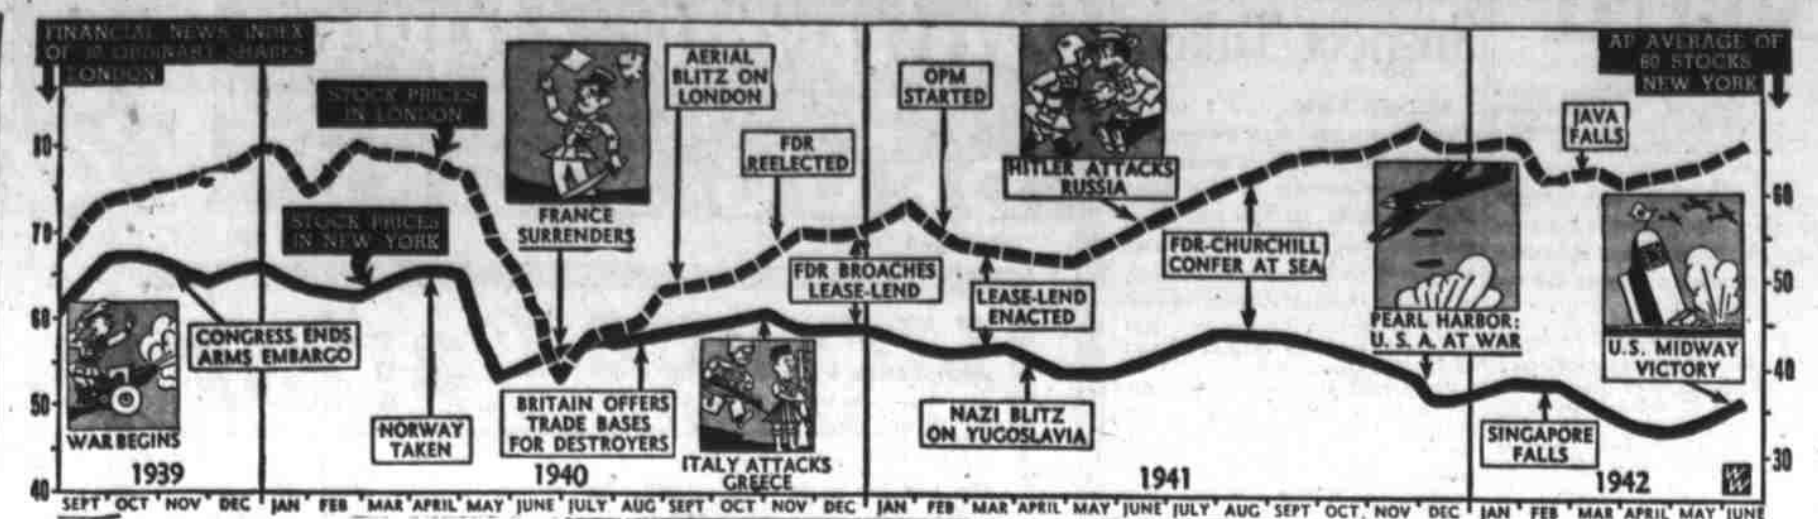 FINANCIAL NEWS INDEX
OF 30 ORDINARY SHARES
LONDON
STOCK PRICES
IN LONDON
STOCK PRICES
IN NEW YORK
AP AVERAGE OF
60 STOCKS
NEW YORK
80
70
60
50
40
60
50
40
30
WAR BEGINS
CONGRESS ENDS
ARMS EMBARGO
NORWAY
TAKEN
FRANCE
SURRENDERS
BRITAIN OFFERS
TRADE BASES
FOR DESTROYERS
AERIAL
BLITZ ON
LONDON
FDR
REELECTED
ITALY ATTACKS
GREECE
FDR BROACHES
LEASE-LEND
OPM
STARTED
LEASE-LEND
ENACTED
NAZI BLITZ
ON YUGOSLAVIA
HITLER ATTACKS
RUSSIA
FDR-CHURCHILL
CONFER AT SEA
PEARL HARBOR:
U. S. A. AT WAR
JAVA
FALLS
SINGAPORE
FALLS
U.S. MIDWAY
VICTORY
1939
1940
1941
1942
SEPT OCT NOV DEC JAN FEB MAR APRIL MAY JUNE JULY AUG SEPT OCT NOV DEC JAN FEB MAR APRIL MAY JUNE JULY AUG SEPT OCT. NOV DEC JAN FEB MAR APRIL MAY JUNE